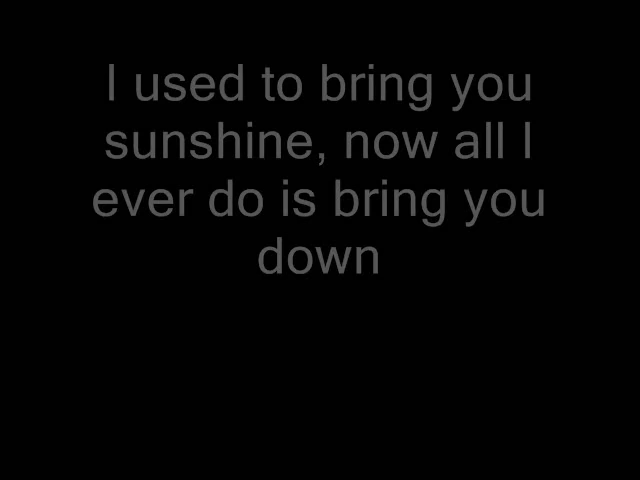 I used to bring you
sunshine, now all I
ever do is bring you
down